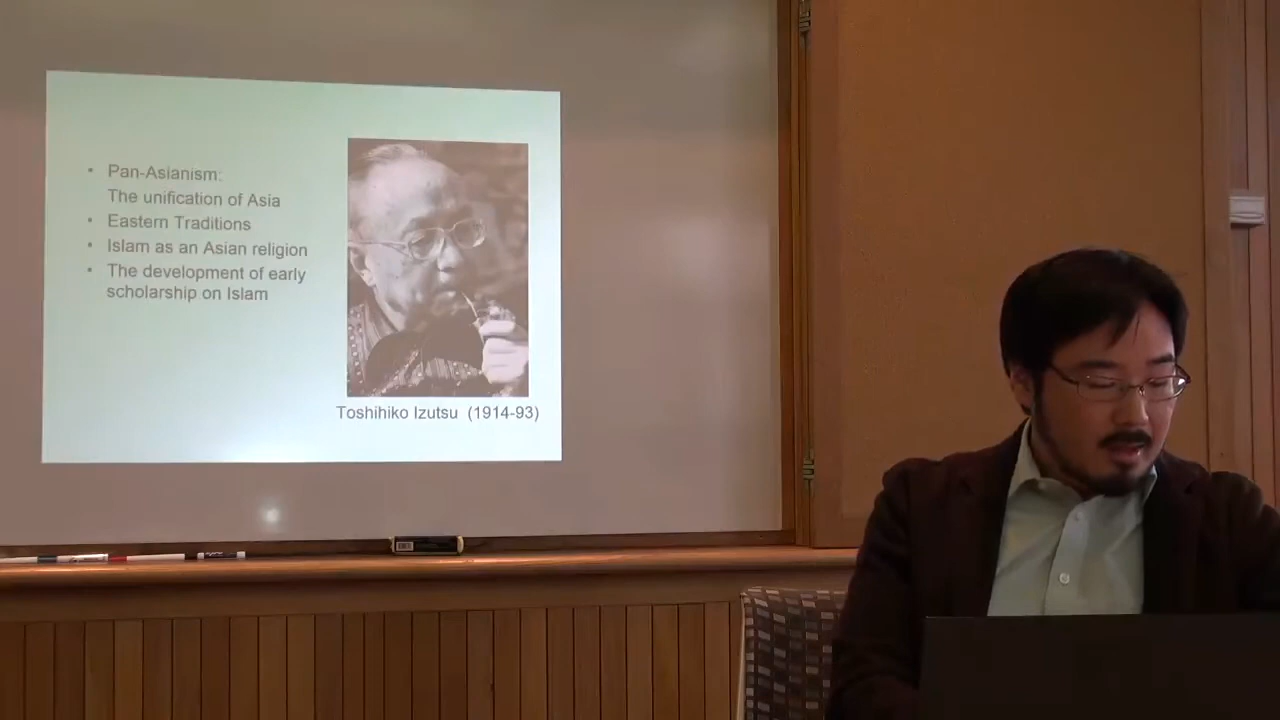 • Pan-Asianism:
The unification of Asia
• Eastern Traditions
• Islam as an Asian religion
• The development of early
scholarship on Islam
Toshihiko Izutsu (1914-93)